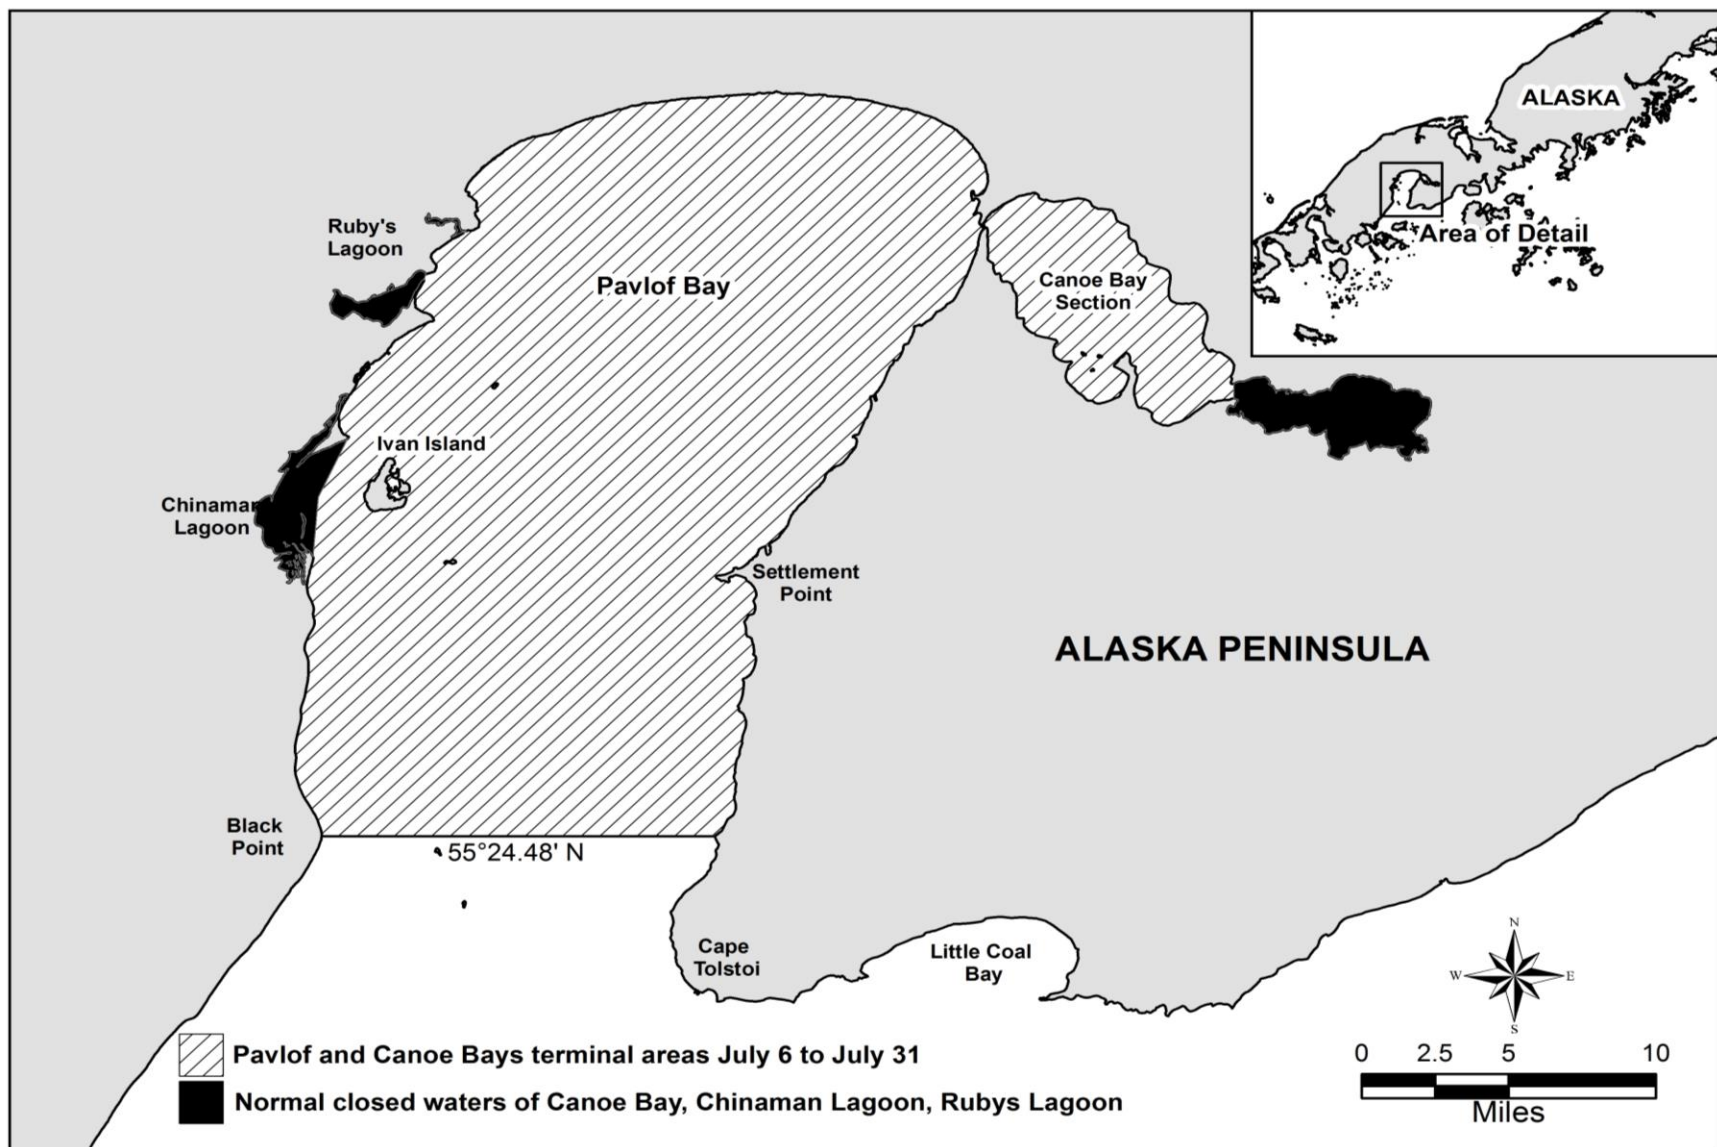 ALASKA
Area of Detail
Ruby's
Lagoon
Pavlof Bay
Canoe Bay
Section
Ivan Island
Chinaman
Lagoon
Settlement
Point
ALASKA PENINSULA
Black
Point
55°24.48' N
Cape
Tolstoi
Little Coal
Bay
N
W
E
S
Pavlof and Canoe Bays terminal areas July 6 to July 31
Normal closed waters of Canoe Bay, Chinaman Lagoon, Rubys Lagoon
0 2.5 5 10
Miles